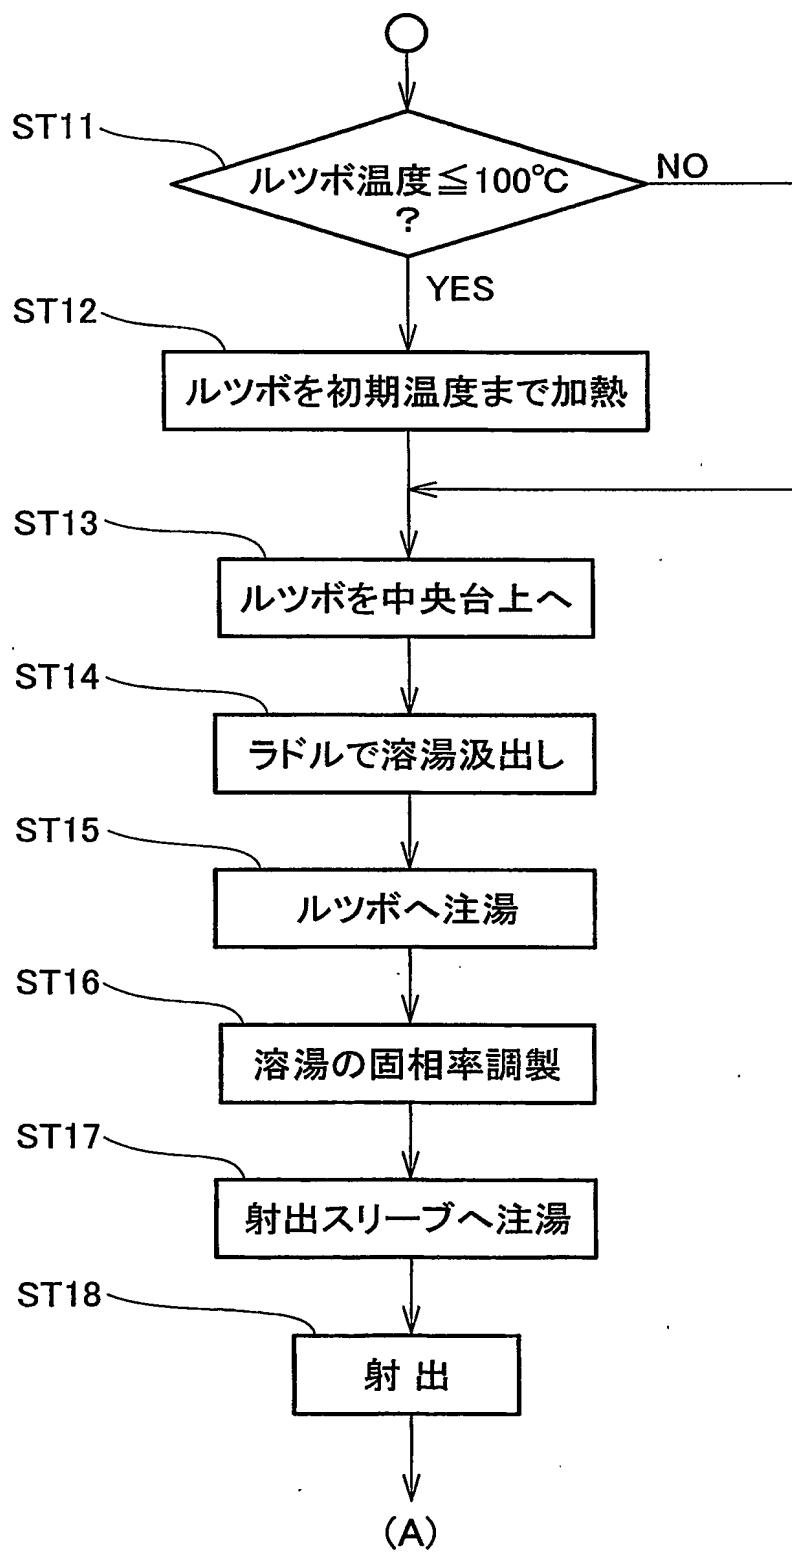 ST11
ルツボ温度≦100℃
?
NO
YES
ST12
ルツボを初期温度まで加熱
ST13
ルツボを中央台上へ
ST14
ラドルで溶湯汲出し
ST15
ルツボへ注湯
ST16
溶湯の固相率調製
ST17
射出スリーブへ注湯
ST18
射 出
(A)